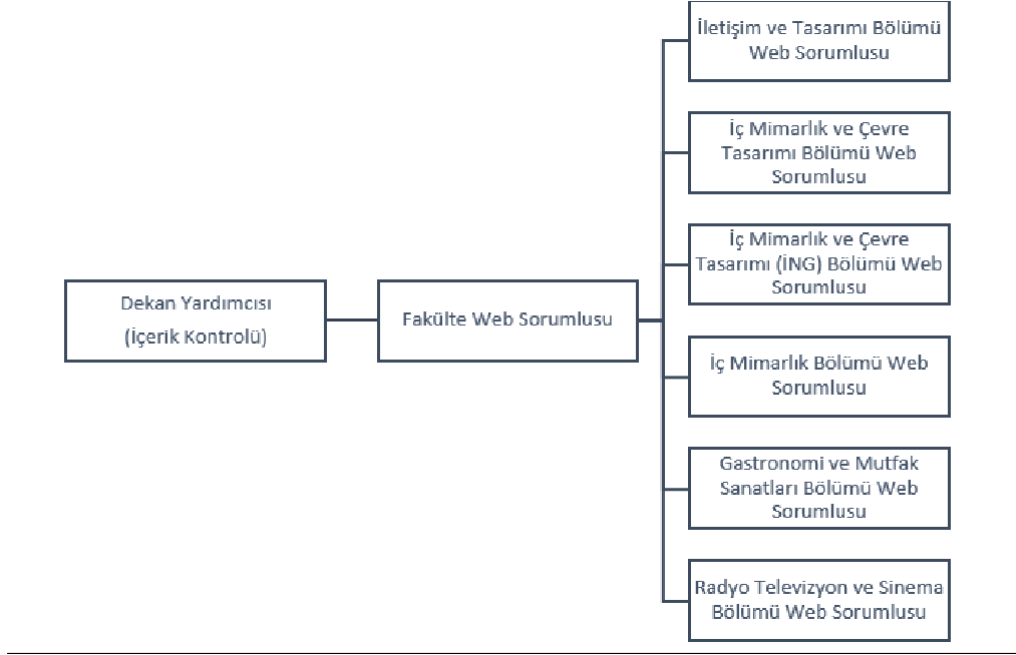 Dekan Yardımcısı
(İçerik Kontrolü)
Fakülte Web Sorumlusu
İletişim ve Tasarımı Bölümü
Web Sorumlusu
İç Mimarlık ve Çevre
Tasarımı Bölümü Web
Sorumlusu
İç Mimarlık ve Çevre
Tasarımı (İNG) Bölümü Web
Sorumlusu
İç Mimarlık Bölümü Web
Sorumlusu
Gastronomi ve Mutfak
Sanatları Bölümü Web
Sorumlusu
Radyo Televizyon ve Sinema
Bölümü Web Sorumlusu